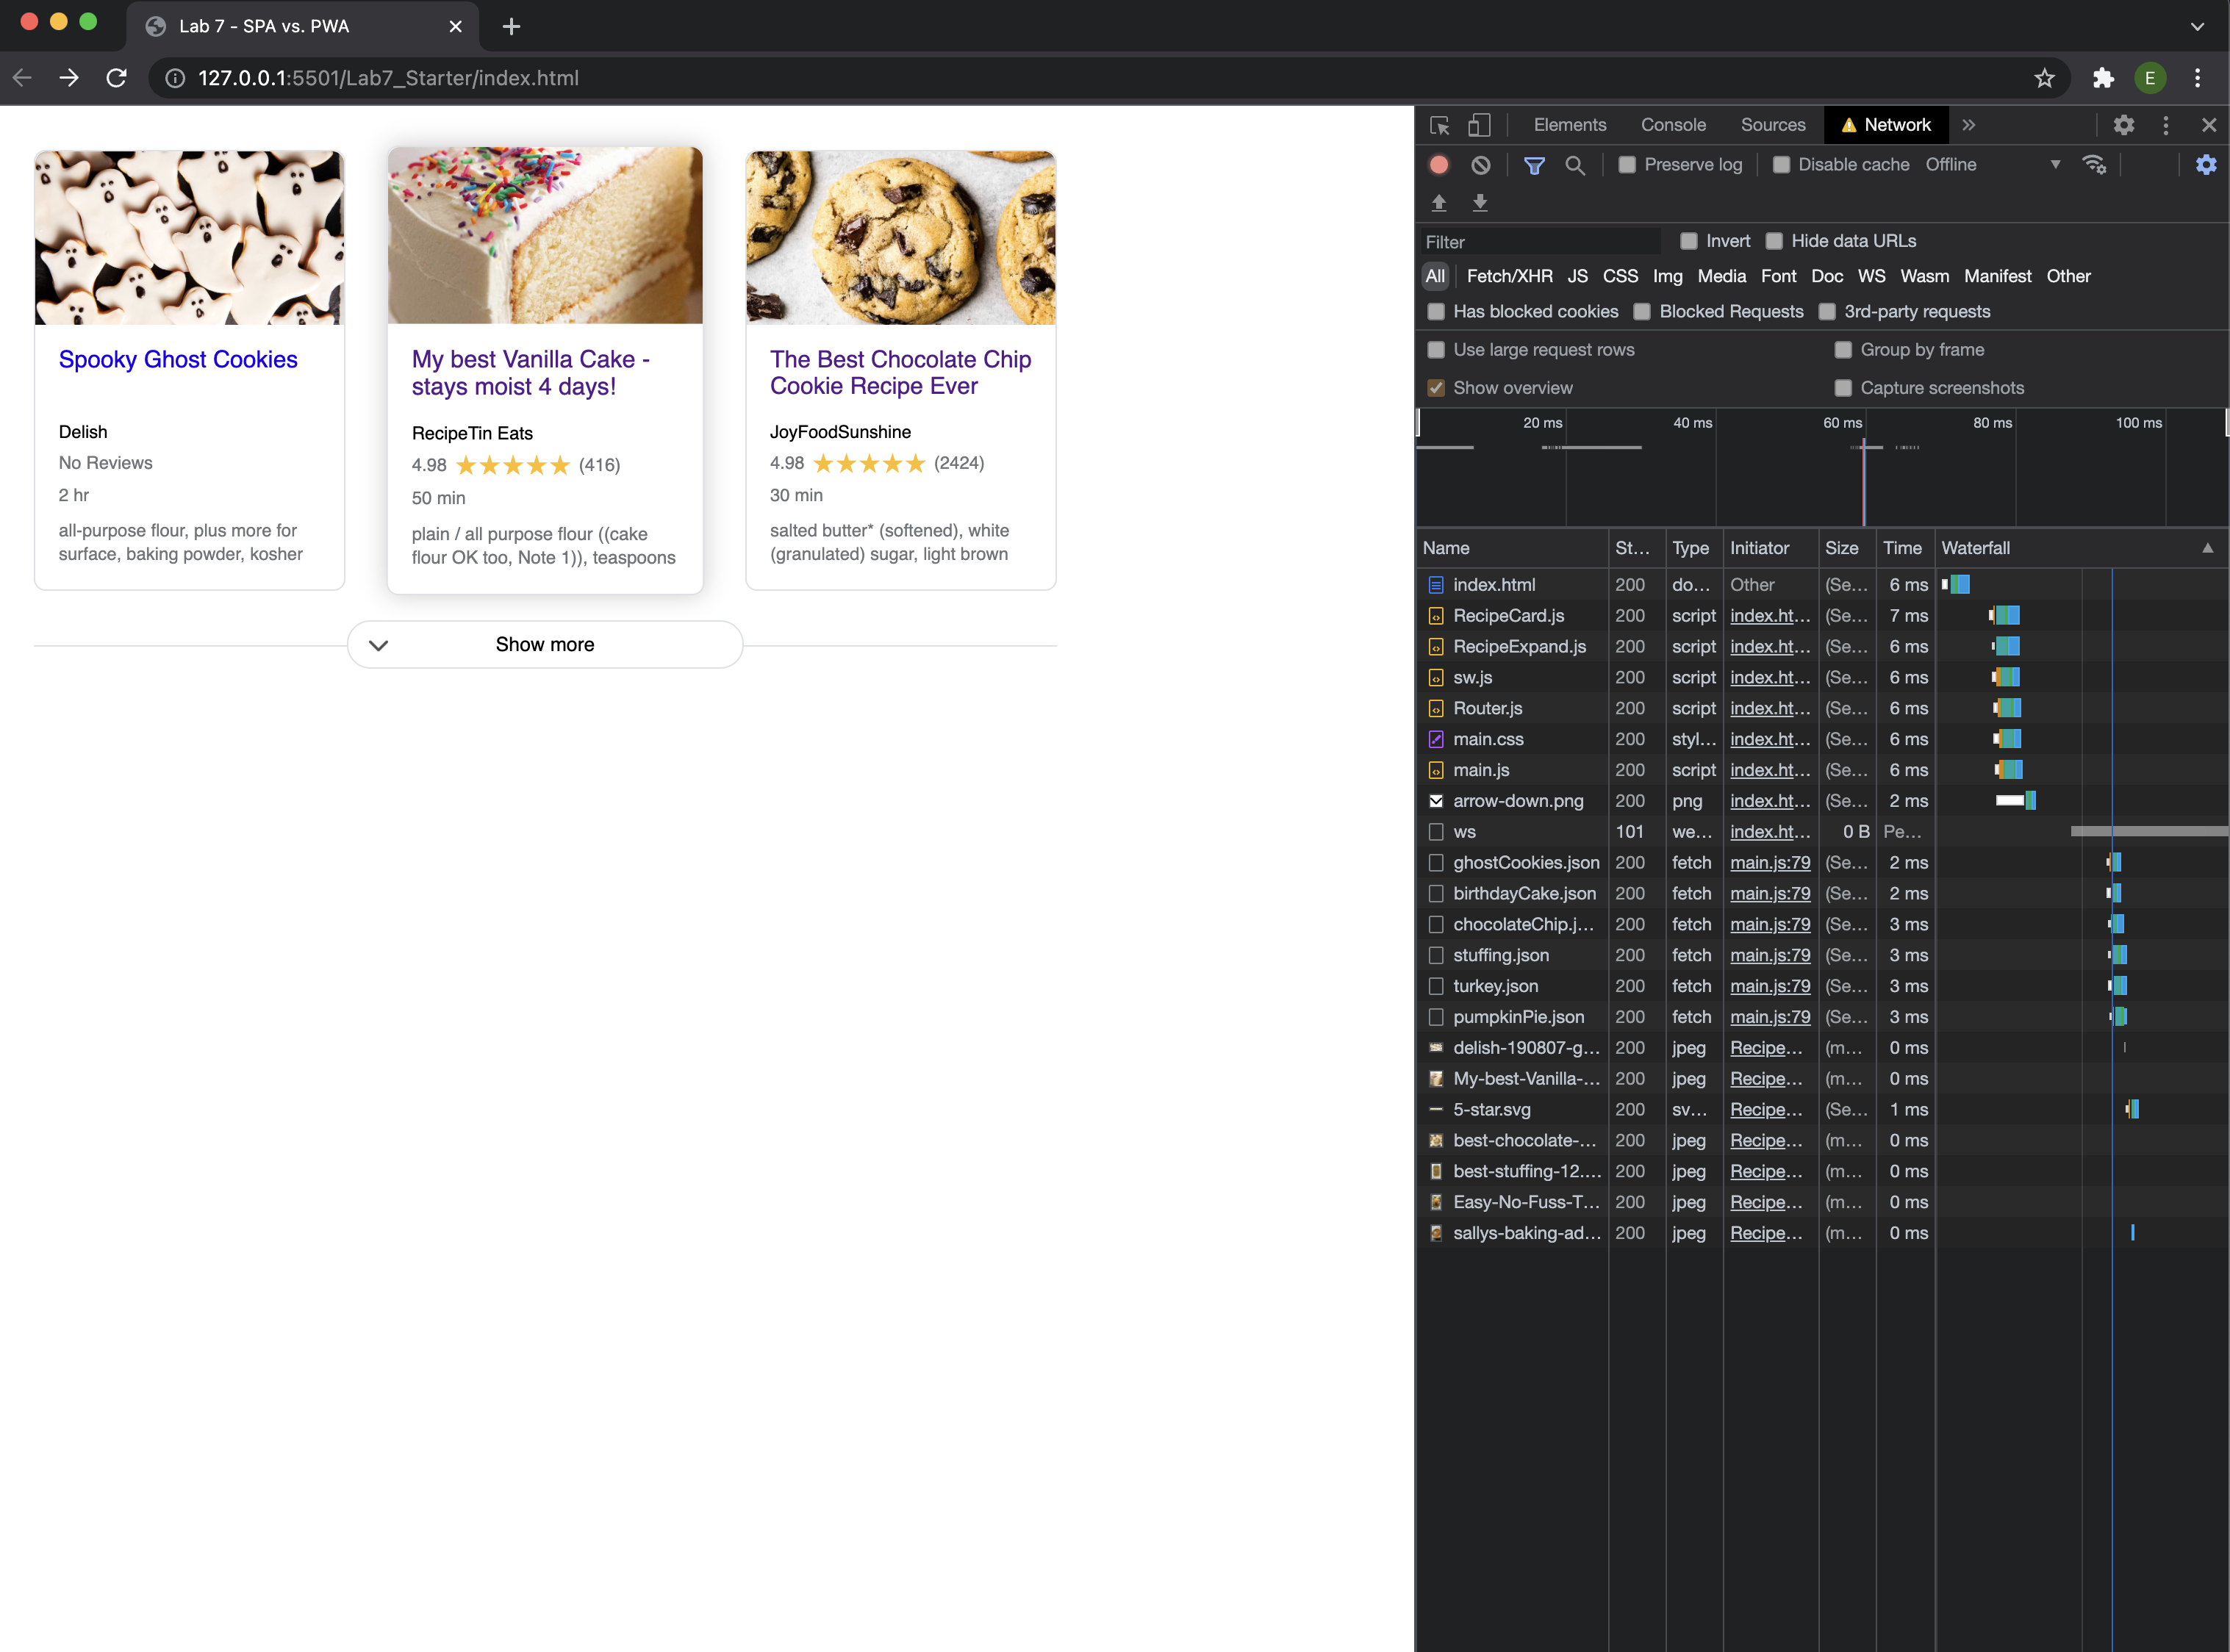 Lab 7 - SPA vs. PWA
127.0.0.1:5501/Lab7_Starter/index.html
E
Spooky Ghost Cookies
Delish
No Reviews
2 hr
all-purpose flour, plus more for
surface, baking powder, kosher
My best Vanilla Cake -
stays moist 4 days!
RecipeTin Eats
4.98 (416)
50 min
plain / all purpose flour ((cake
flour OK too, Note 1)), teaspoons
The Best Chocolate Chip
Cookie Recipe Ever
JoyFoodSunshine
4.98 (2424)
30 min
salted butter* (softened), white
(granulated) sugar, light brown
Show more
Elements Console Sources Network
Preserve log Disable cache Offline
Filter Invert Hide data URLs
All Fetch/XHR JS CSS Img Media Font Doc WS Wasm Manifest Other
Has blocked cookies Blocked Requests 3rd-party requests
Use large request rows Group by frame
Show overview Capture screenshots
20 ms 40 ms 60 ms 80 ms 100 ms
Name St... Type Initiator Size Time Waterfall
index.html 200 do... Other (Se... 6 ms
RecipeCard.js 200 script index.ht... (Se... 7 ms
RecipeExpand.js 200 script index.ht... (Se... 6 ms
sw.js 200 script index.ht... (Se... 6 ms
Router.js 200 script index.ht... (Se... 6 ms
main.css 200 styl... index.ht... (Se... 6 ms
main.js 200 script index.ht... (Se... 6 ms
arrow-down.png 200 png index.ht... (Se... 2 ms
ws 101 we... index.ht... 0 B Pe...
ghostCookies.json 200 fetch main.js:79 (Se... 2 ms
birthdayCake.json 200 fetch main.js:79 (Se... 2 ms
chocolateChip.j... 200 fetch main.js:79 (Se... 3 ms
stuffing.json 200 fetch main.js:79 (Se... 3 ms
turkey.json 200 fetch main.js:79 (Se... 3 ms
pumpkinPie.json 200 fetch main.js:79 (Se... 3 ms
delish-190807-g... 200 jpeg Recipe... (m... 0 ms
My-best-Vanilla-... 200 jpeg Recipe... (m... 0 ms
5-star.svg 200 sv... Recipe... (Se... 1 ms
best-chocolate-... 200 jpeg Recipe... (m... 0 ms
best-stuffing-12.... 200 jpeg Recipe... (m... 0 ms
Easy-No-Fuss-T... 200 jpeg Recipe... (m... 0 ms
sallys-baking-ad... 200 jpeg Recipe... (m... 0 ms